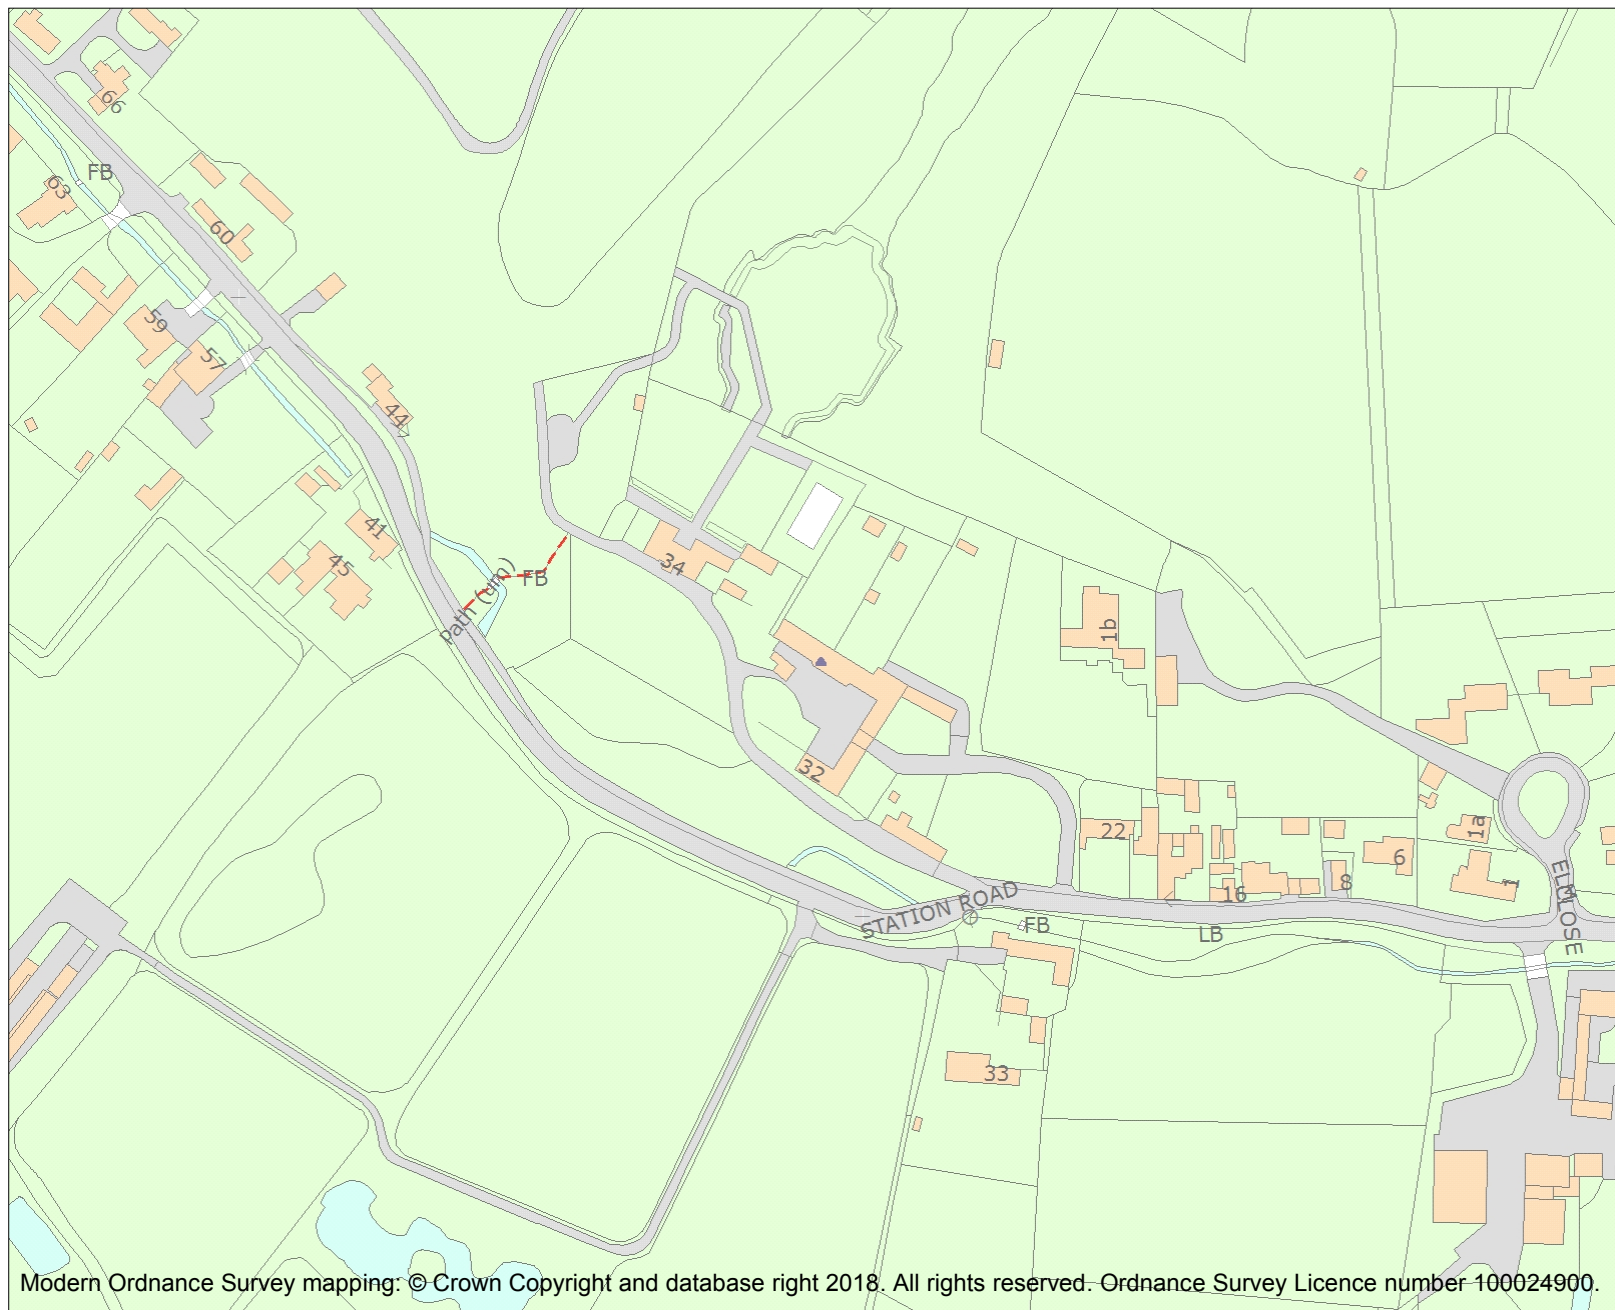 66
FB
63
60
59
57
44
41
45
34
Path (um)
FB
1b
32
22
1a
6
1
8
16
ELM CLOSE
STATION ROAD
FB
LB
33
Modern Ordnance Survey mapping: © Crown Copyright and database right 2018. All rights reserved. Ordnance Survey Licence number 100024900.